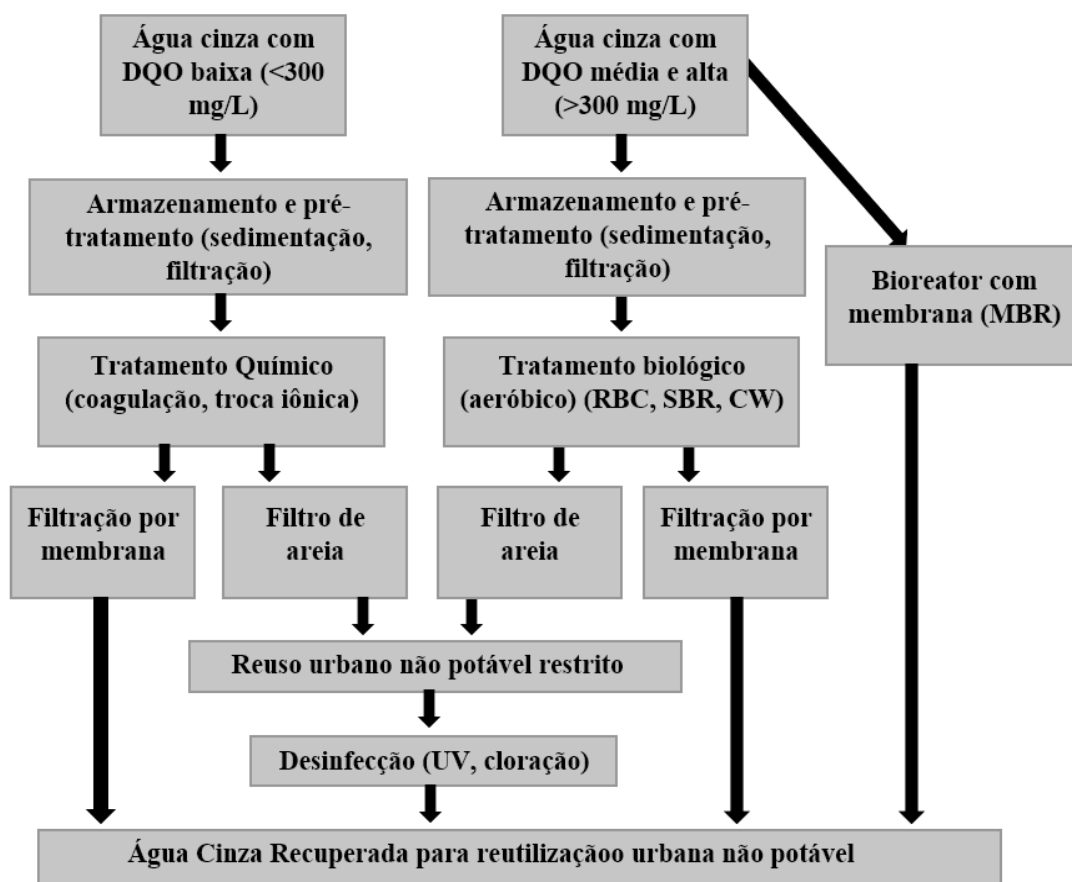 Água cinza com
DQO baixa (<300
mg/L)
Água cinza com
DQO média e alta
(>300 mg/L)
Armazenamento e pré-
tratamento (sedimentação,
filtração)
Armazenamento e pré-
tratamento (sedimentação,
filtração)
Bioreator com
membrana (MBR)
Tratamento Químico
(coagulação, troca iônica)
Tratamento biológico
(aeróbico) (RBC, SBR, CW)
Filtração por
membrana
Filtro de
areia
Filtro de
areia
Filtração por
membrana
Reuso urbano não potável restrito
Desinfecção (UV, cloração)
Água Cinza Recuperada para reutilizaçãoo urbana não potável